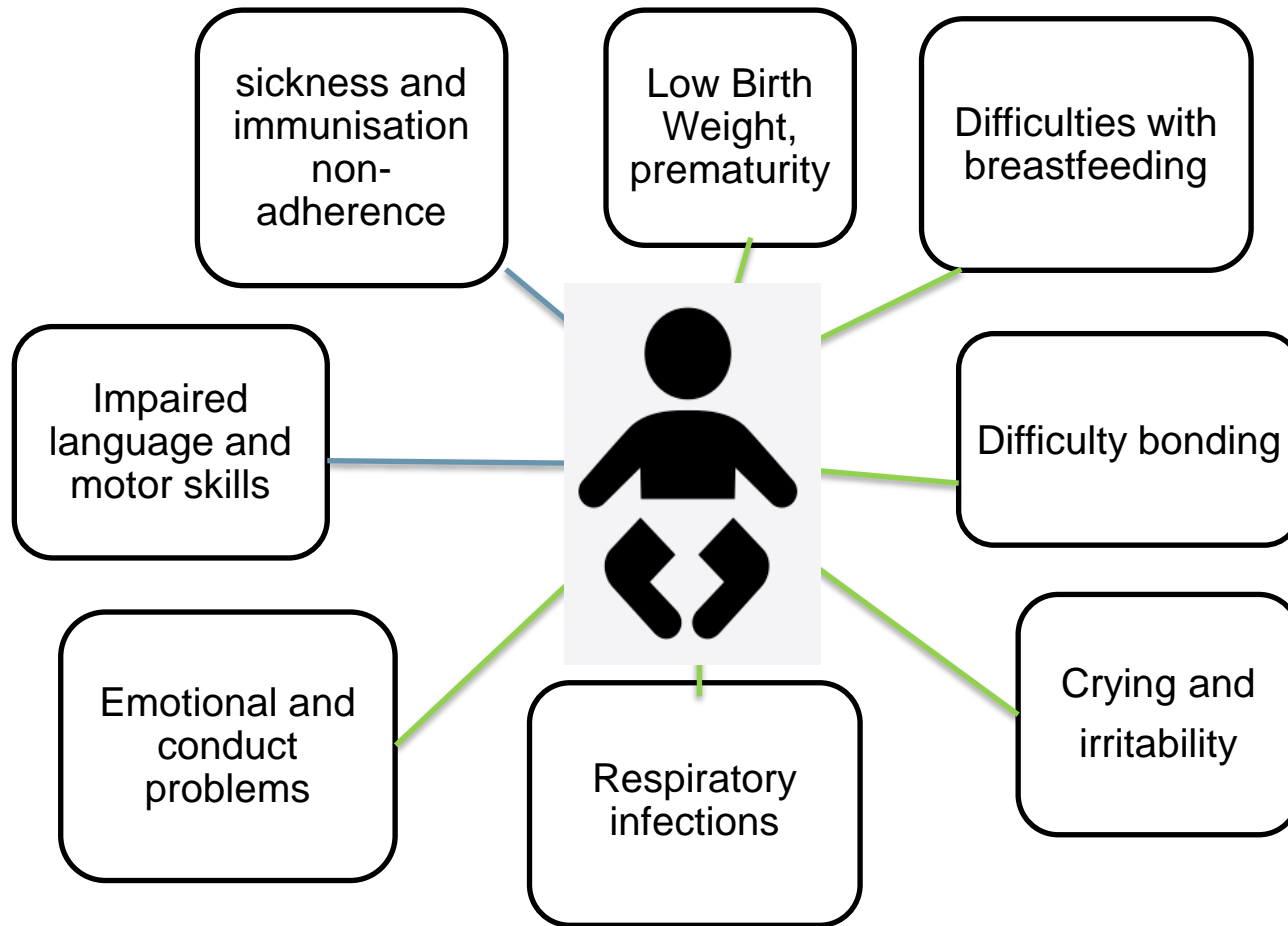 sickness and
immunisation
non-
adherence
Low Birth
Weight,
prematurity
Difficulties with
breastfeeding
Impaired
language and
motor skills
Difficulty bonding
Emotional and
conduct
problems
Respiratory
infections
Crying and
irritability